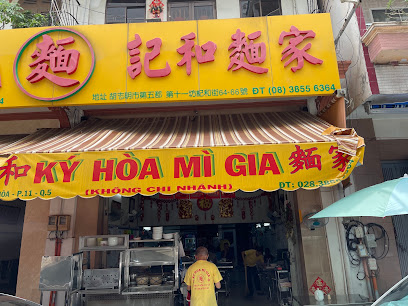 麵 記和麵家
地址 胡志明市第五郡 第十一坊紀和街64-66號 ĐT (08) 3855 6364
和 KÝ HÒA MÌ GIA 麵家
(KHÔNG CHI NHÁNH)
HÒA - P.11 - Q.5
ĐT: 028.38